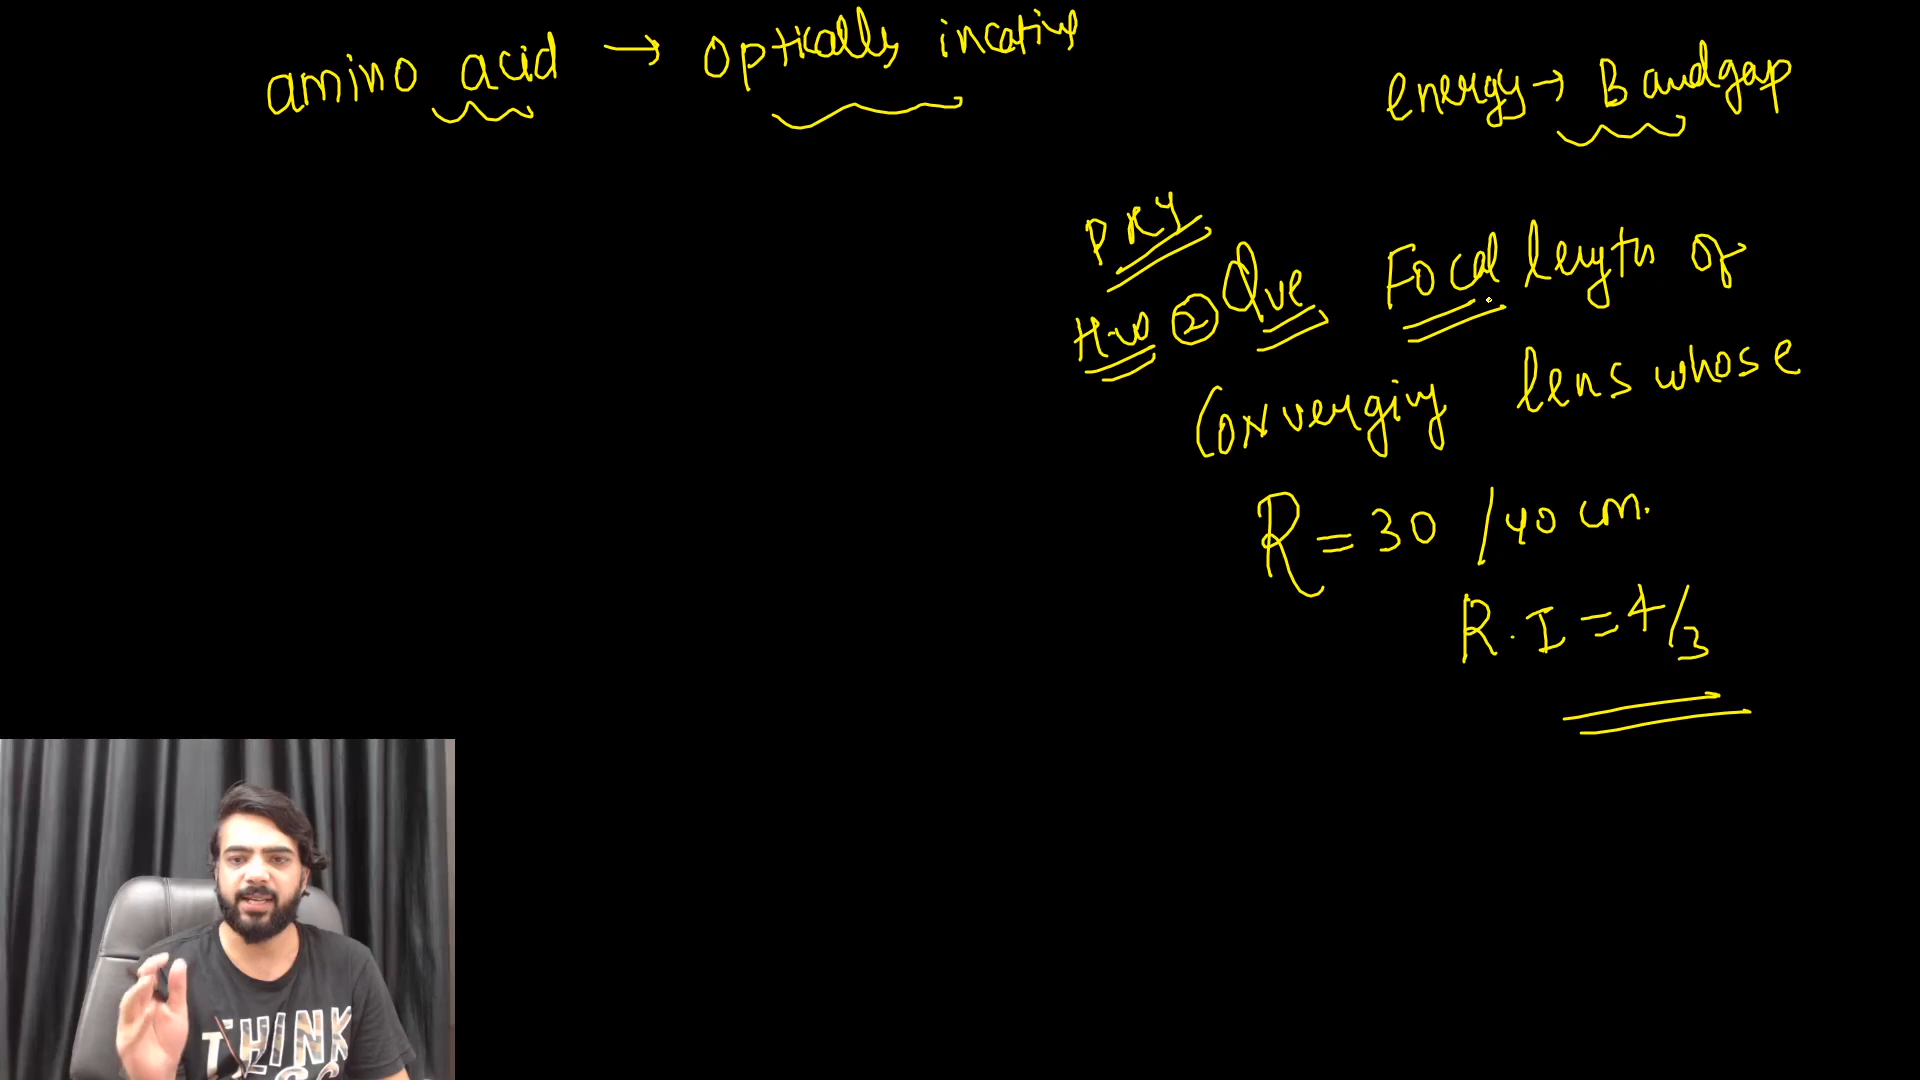 amino acid → optically incative
energy → Bandgap
PKY
H-w ② Que Focal length of
Converging lens whose
R = 30 / 40 cm.
R.I = 4/3
THINK